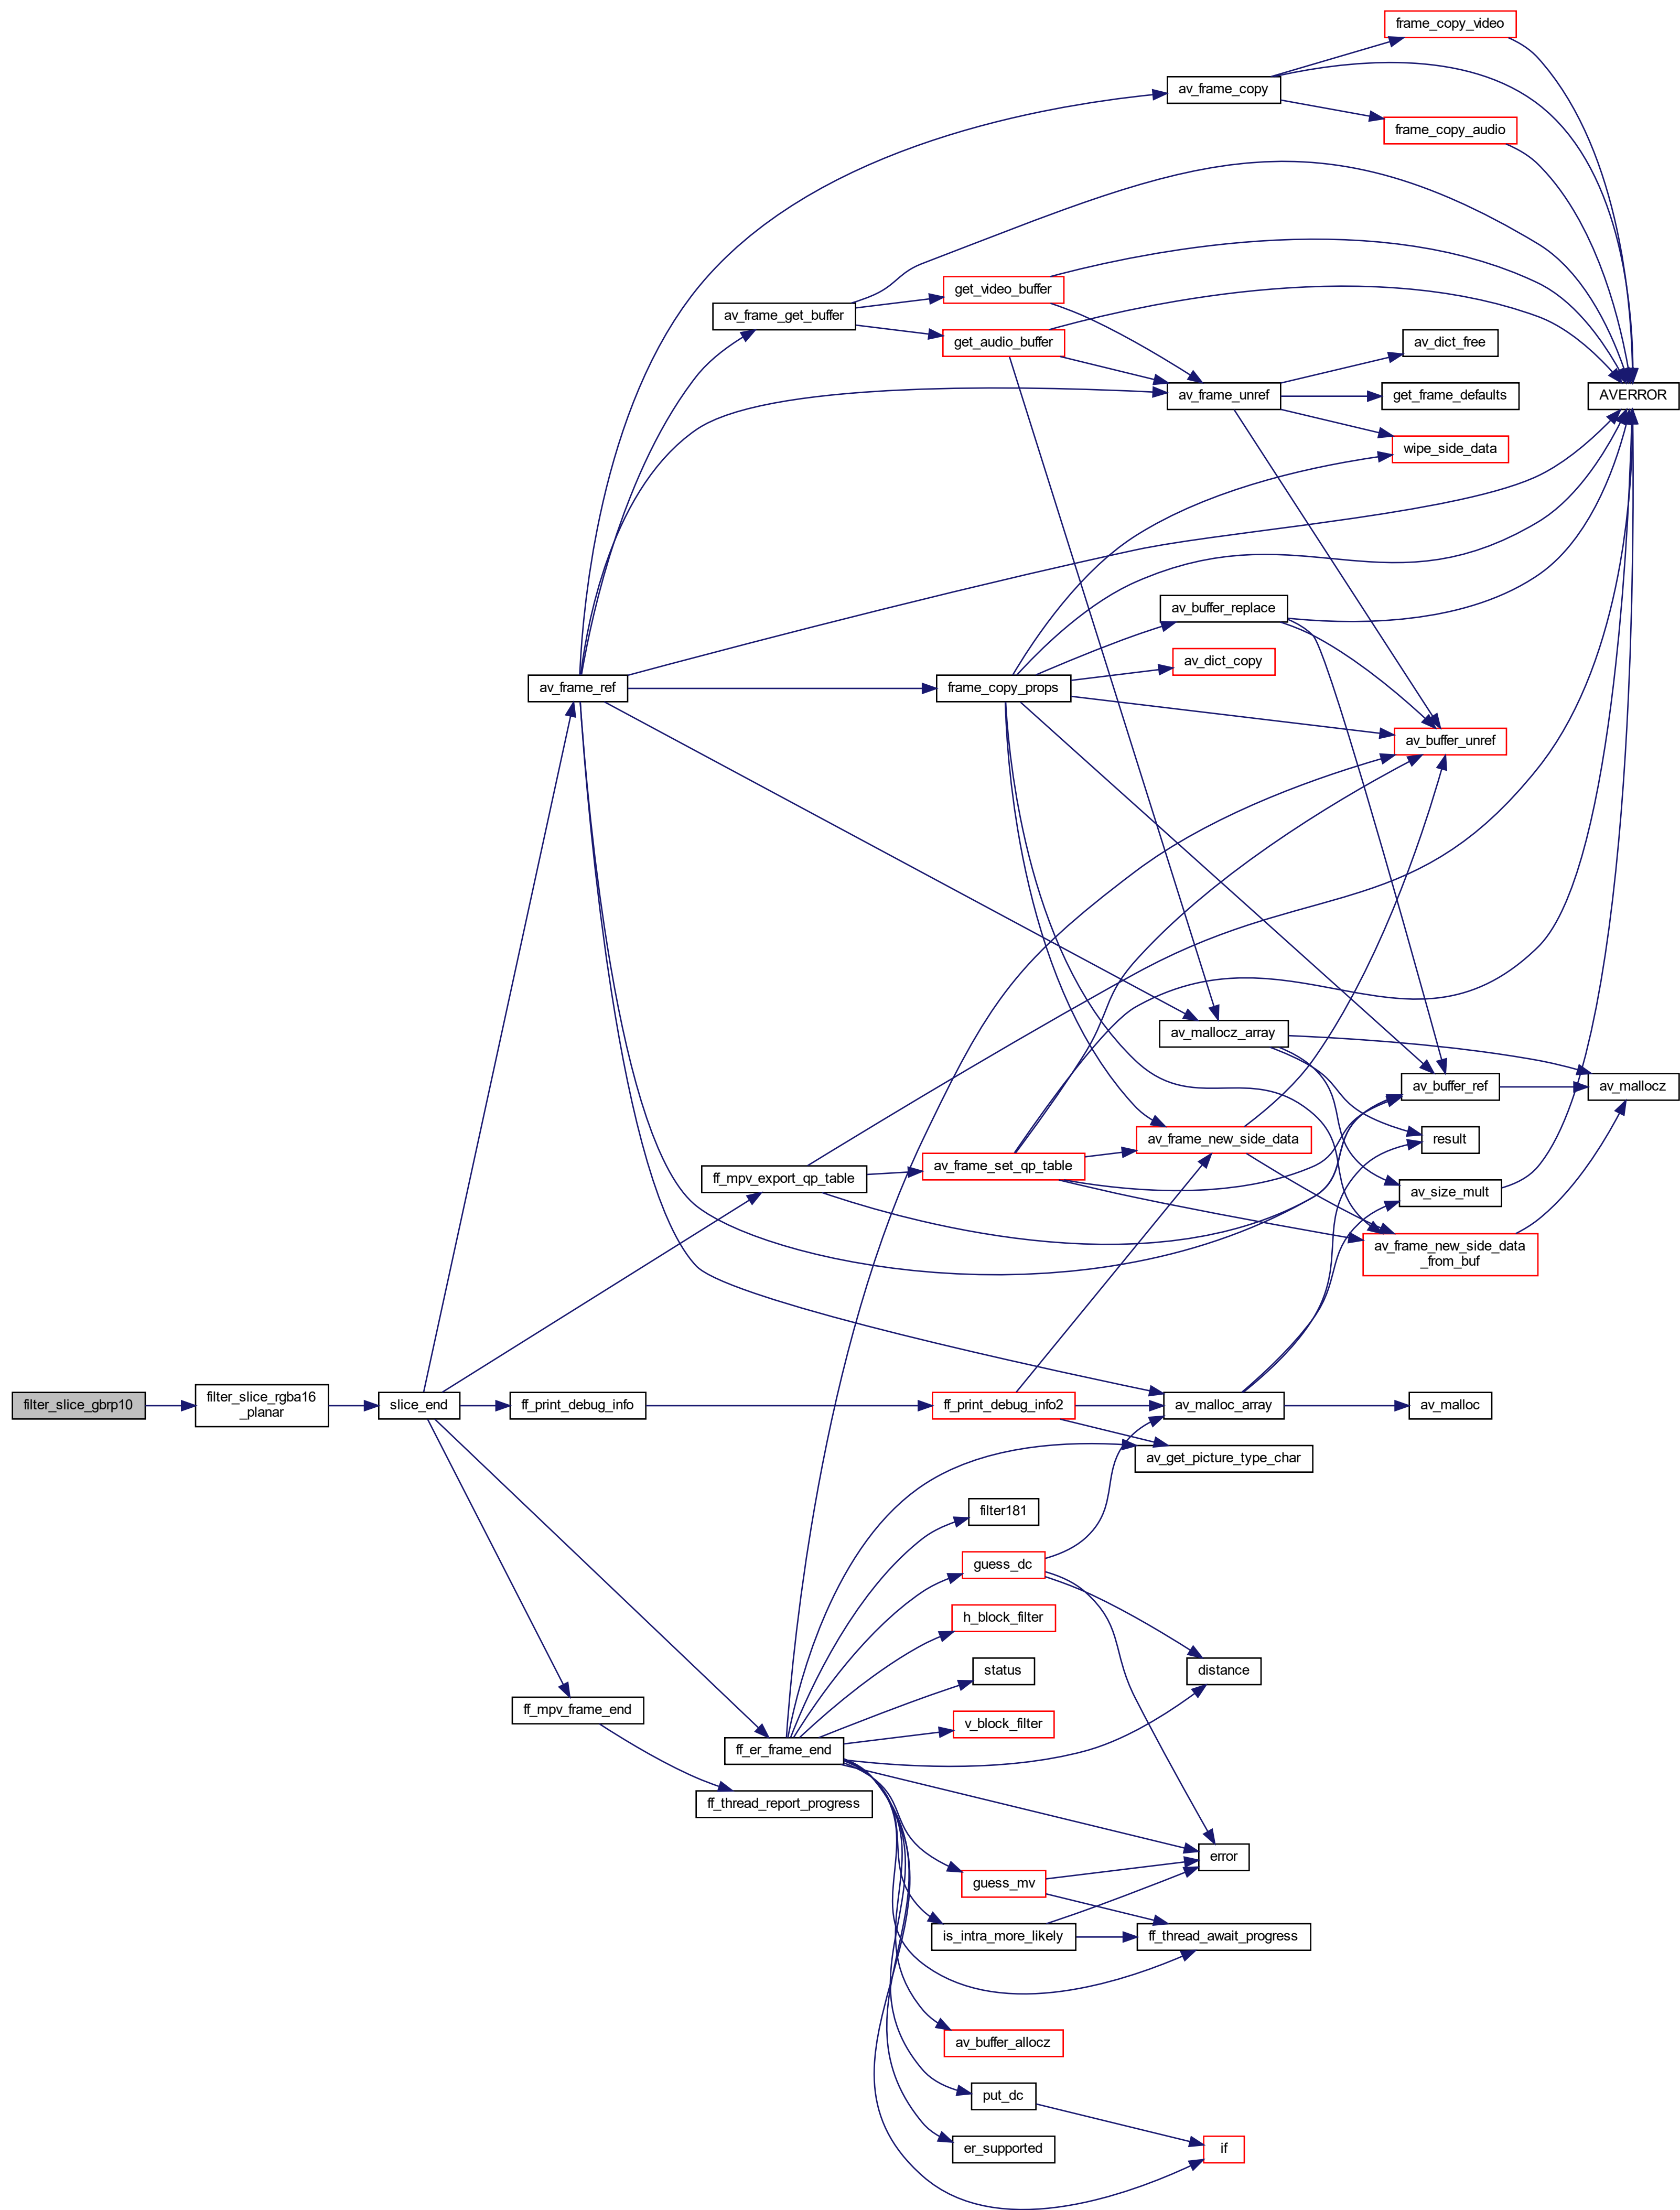 frame_copy_video
av_frame_copy
frame_copy_audio
get_video_buffer
av_frame_get_buffer
get_audio_buffer
av_dict_free
av_frame_unref
get_frame_defaults
AVERROR
wipe_side_data
av_buffer_replace
av_dict_copy
av_frame_ref
frame_copy_props
av_buffer_unref
av_mallocz_array
av_buffer_ref
av_mallocz
av_frame_new_side_data
result
av_frame_set_qp_table
ff_mpv_export_qp_table
av_size_mult
av_frame_new_side_data
_from_buf
filter_slice_gbrp10
filter_slice_rgba16
_planar
slice_end
ff_print_debug_info
ff_print_debug_info2
av_malloc_array
av_malloc
av_get_picture_type_char
filter181
guess_dc
h_block_filter
status
distance
ff_mpv_frame_end
v_block_filter
ff_er_frame_end
ff_thread_report_progress
error
guess_mv
is_intra_more_likely
ff_thread_await_progress
av_buffer_allocz
put_dc
er_supported
if